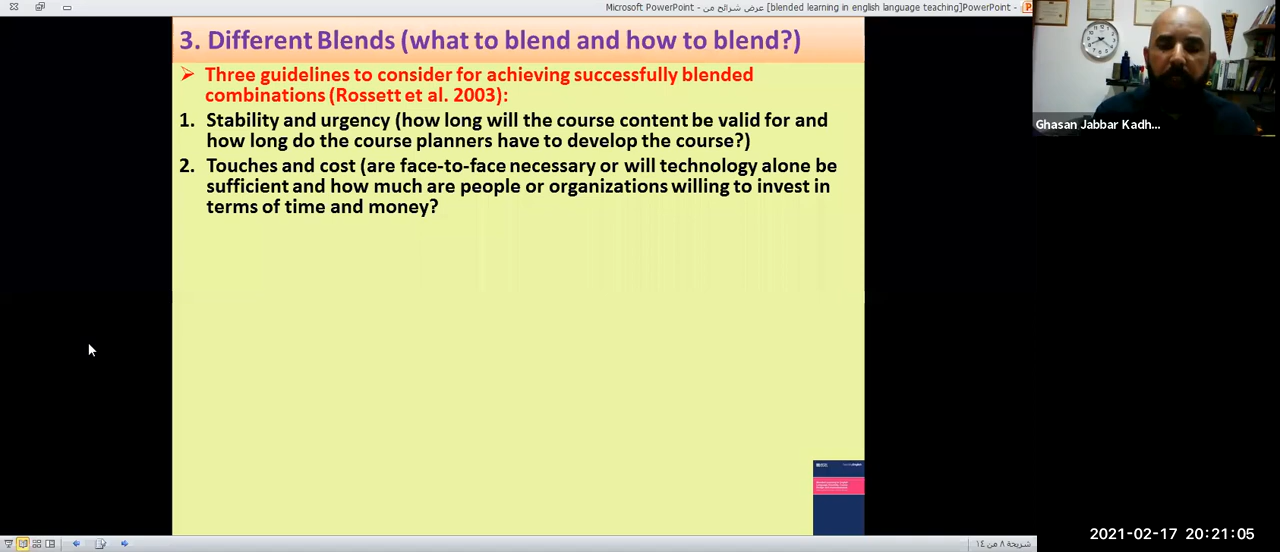 Microsoft PowerPoint - عرض شرائح من [blended learning in english language teaching]PowerPoint -
3. Different Blends (what to blend and how to blend?)
Three guidelines to consider for achieving successfully blended
combinations (Rossett et al. 2003):
1. Stability and urgency (how long will the course content be valid for and
how long do the course planners have to develop the course?)
2. Touches and cost (are face-to-face necessary or will technology alone be
sufficient and how much are people or organizations willing to invest in
terms of time and money?
Ghasan Jabbar Kadh...
2021-02-17 20:21:05
شريحة ٨ من ١٤